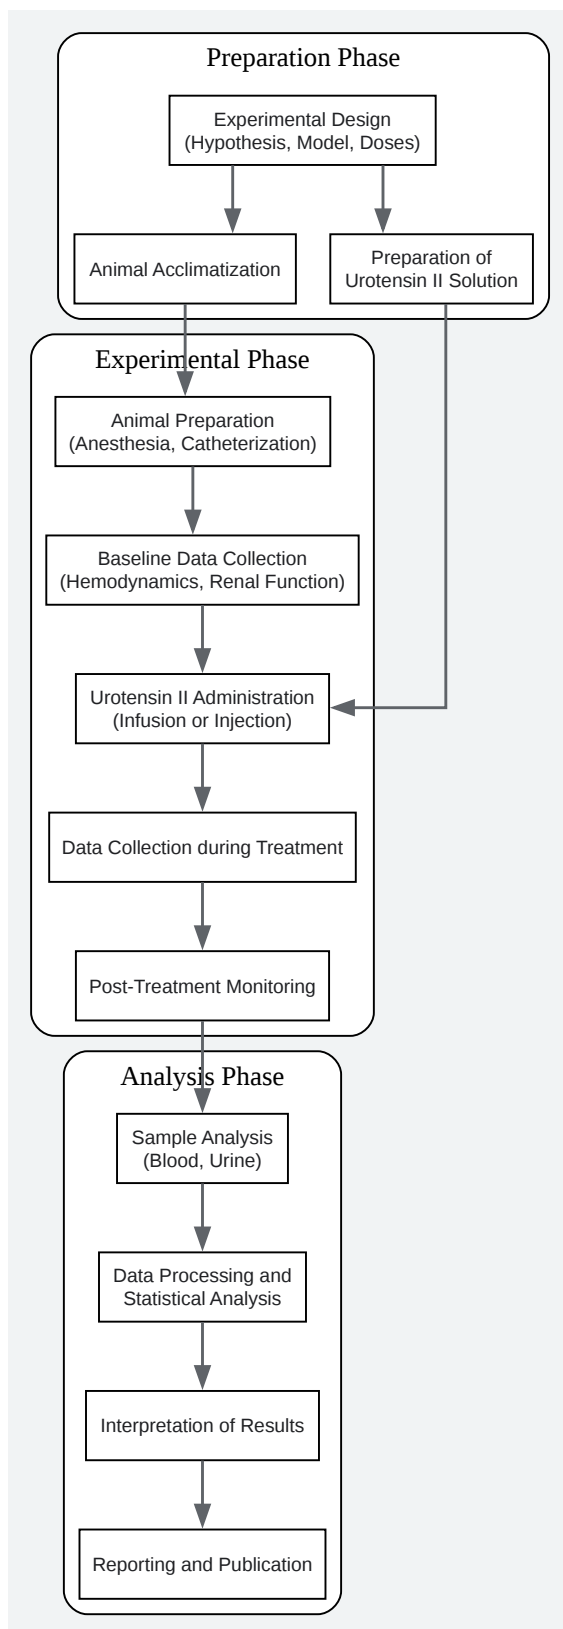 Preparation Phase
Experimental Design
(Hypothesis, Model, Doses)
Animal Acclimatization
Preparation of
Urotensin II Solution
Experimental Phase
Animal Preparation
(Anesthesia, Catheterization)
Baseline Data Collection
(Hemodynamics, Renal Function)
Urotensin II Administration
(Infusion or Injection)
Data Collection during Treatment
Post-Treatment Monitoring
Analysis Phase
Sample Analysis
(Blood, Urine)
Data Processing and
Statistical Analysis
Interpretation of Results
Reporting and Publication